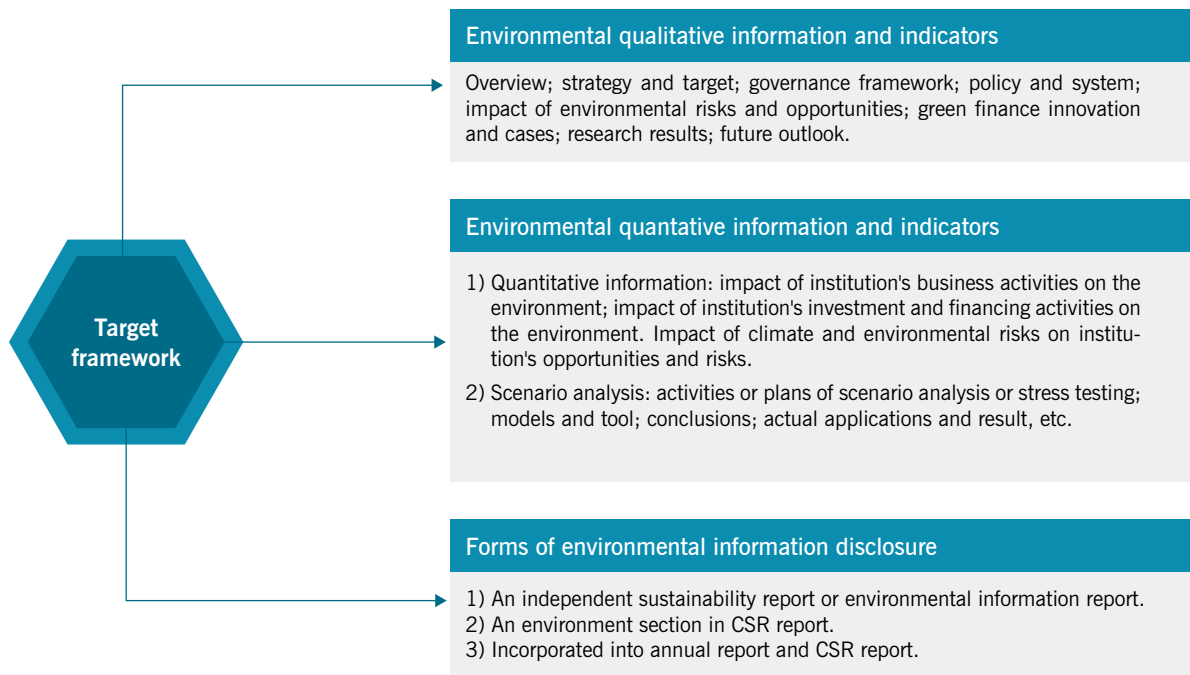 Target
framework
Environmental qualitative information and indicators
Overview; strategy and target; governance framework; policy and system;
impact of environmental risks and opportunities; green finance innovation
and cases; research results; future outlook.
Environmental quantative information and indicators
1) Quantitative information: impact of institution's business activities on the
environment; impact of institution's investment and financing activities on
the environment. Impact of climate and environmental risks on institu-
tion's opportunities and risks.
2) Scenario analysis: activities or plans of scenario analysis or stress testing;
models and tool; conclusions; actual applications and result, etc.
Forms of environmental information disclosure
1) An independent sustainability report or environmental information report.
2) An environment section in CSR report.
3) Incorporated into annual report and CSR report.